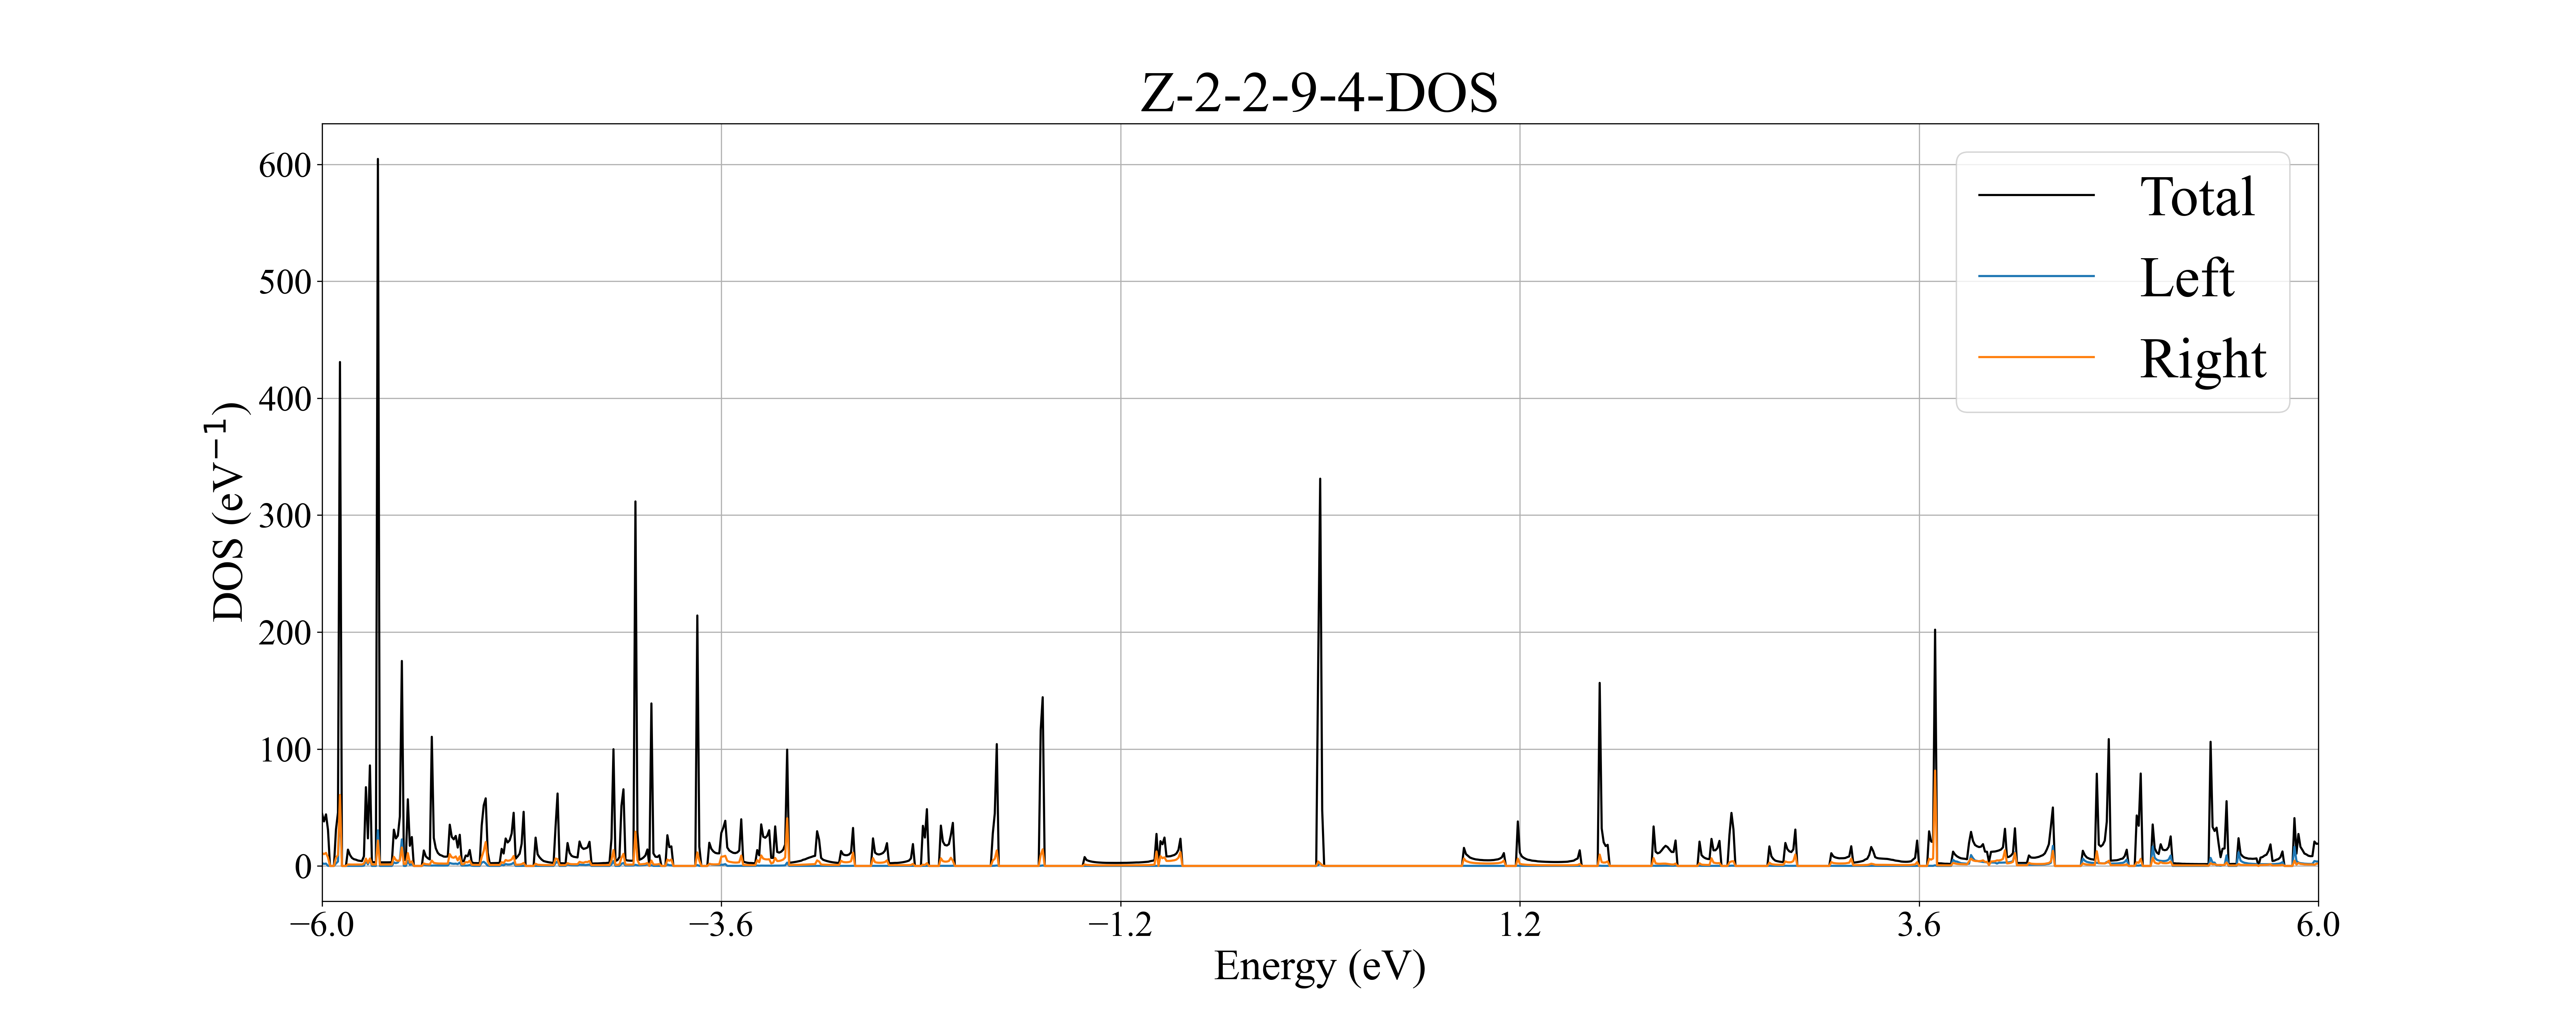 Z-2-2-9-4-DOS
Total
Left
Right
DOS (eV⁻¹)
600
500
400
300
200
100
0
−6.0 −3.6 −1.2 1.2 3.6 6.0
Energy (eV)